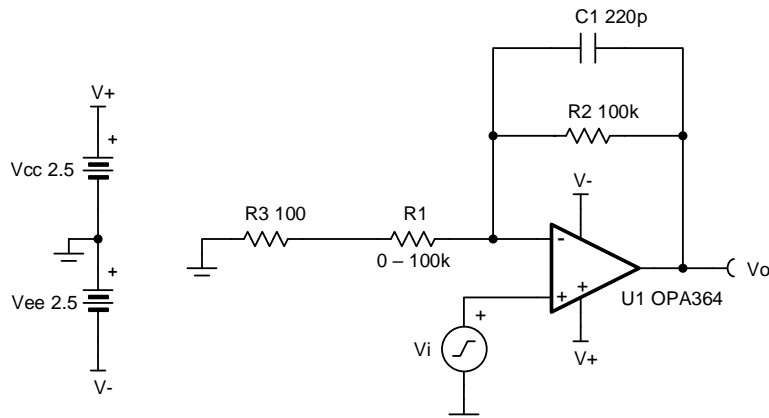 C1 220p
V+
R2 100k
+
Vcc 2.5
V-
R3 100
R1
-
0 – 100k
Vo
+
Vee 2.5
+
+
+
U1 OPA364
Vi
V+
V-